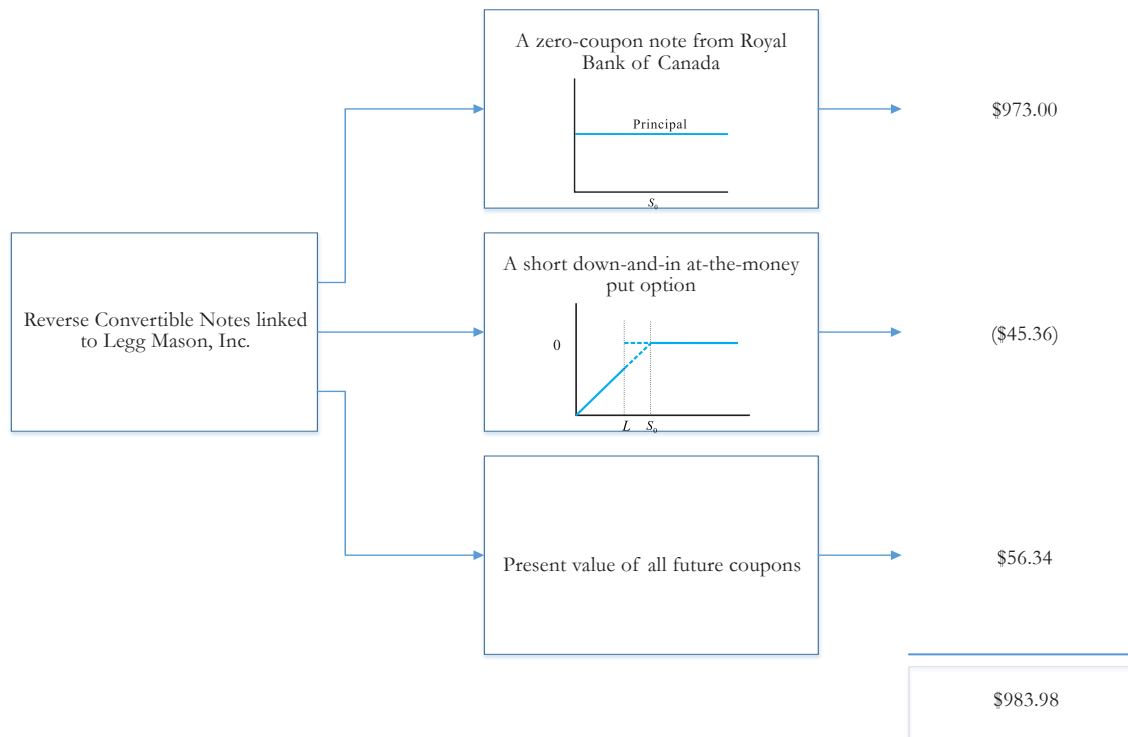 A zero-coupon note from Royal
Bank of Canada
Principal
S₀
$973.00
Reverse Convertible Notes linked
to Legg Mason, Inc.
A short down-and-in at-the-money
put option
0
L S₀
($45.36)
Present value of all future coupons
$56.34
$983.98